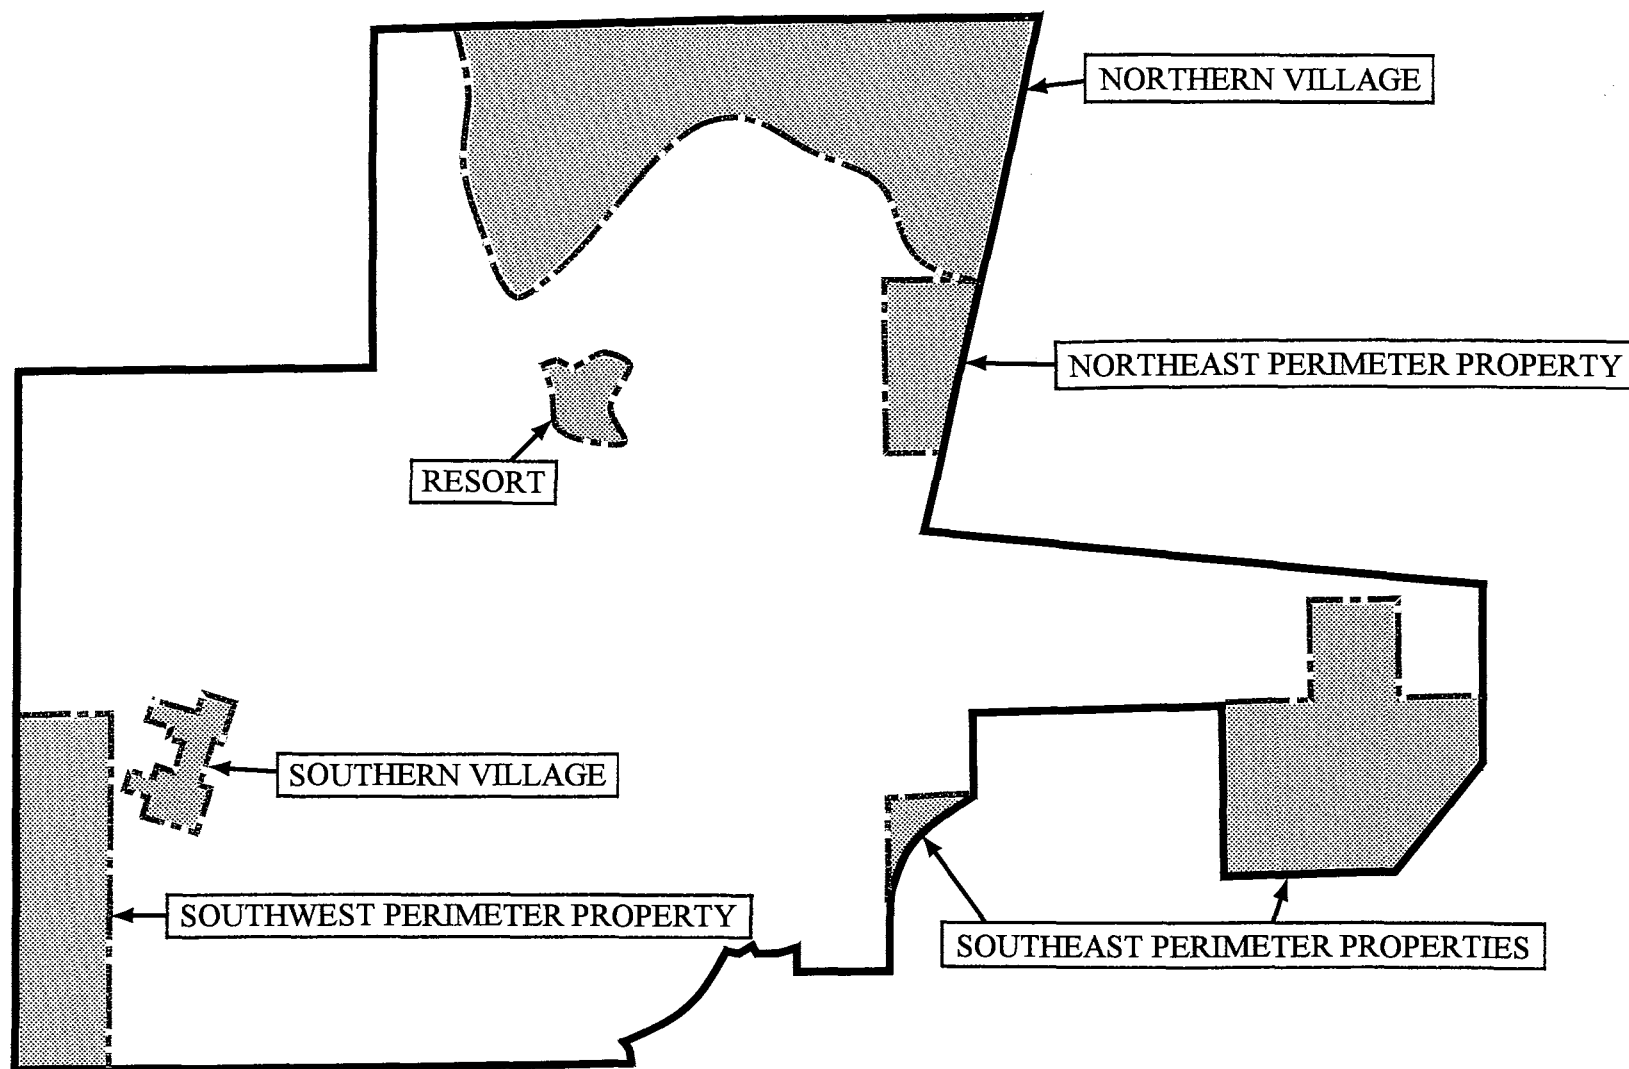 NORTHERN VILLAGE
NORTHEAST PERIMETER PROPERTY
RESORT
SOUTHERN VILLAGE
SOUTHWEST PERIMETER PROPERTY
SOUTHEAST PERIMETER PROPERTIES